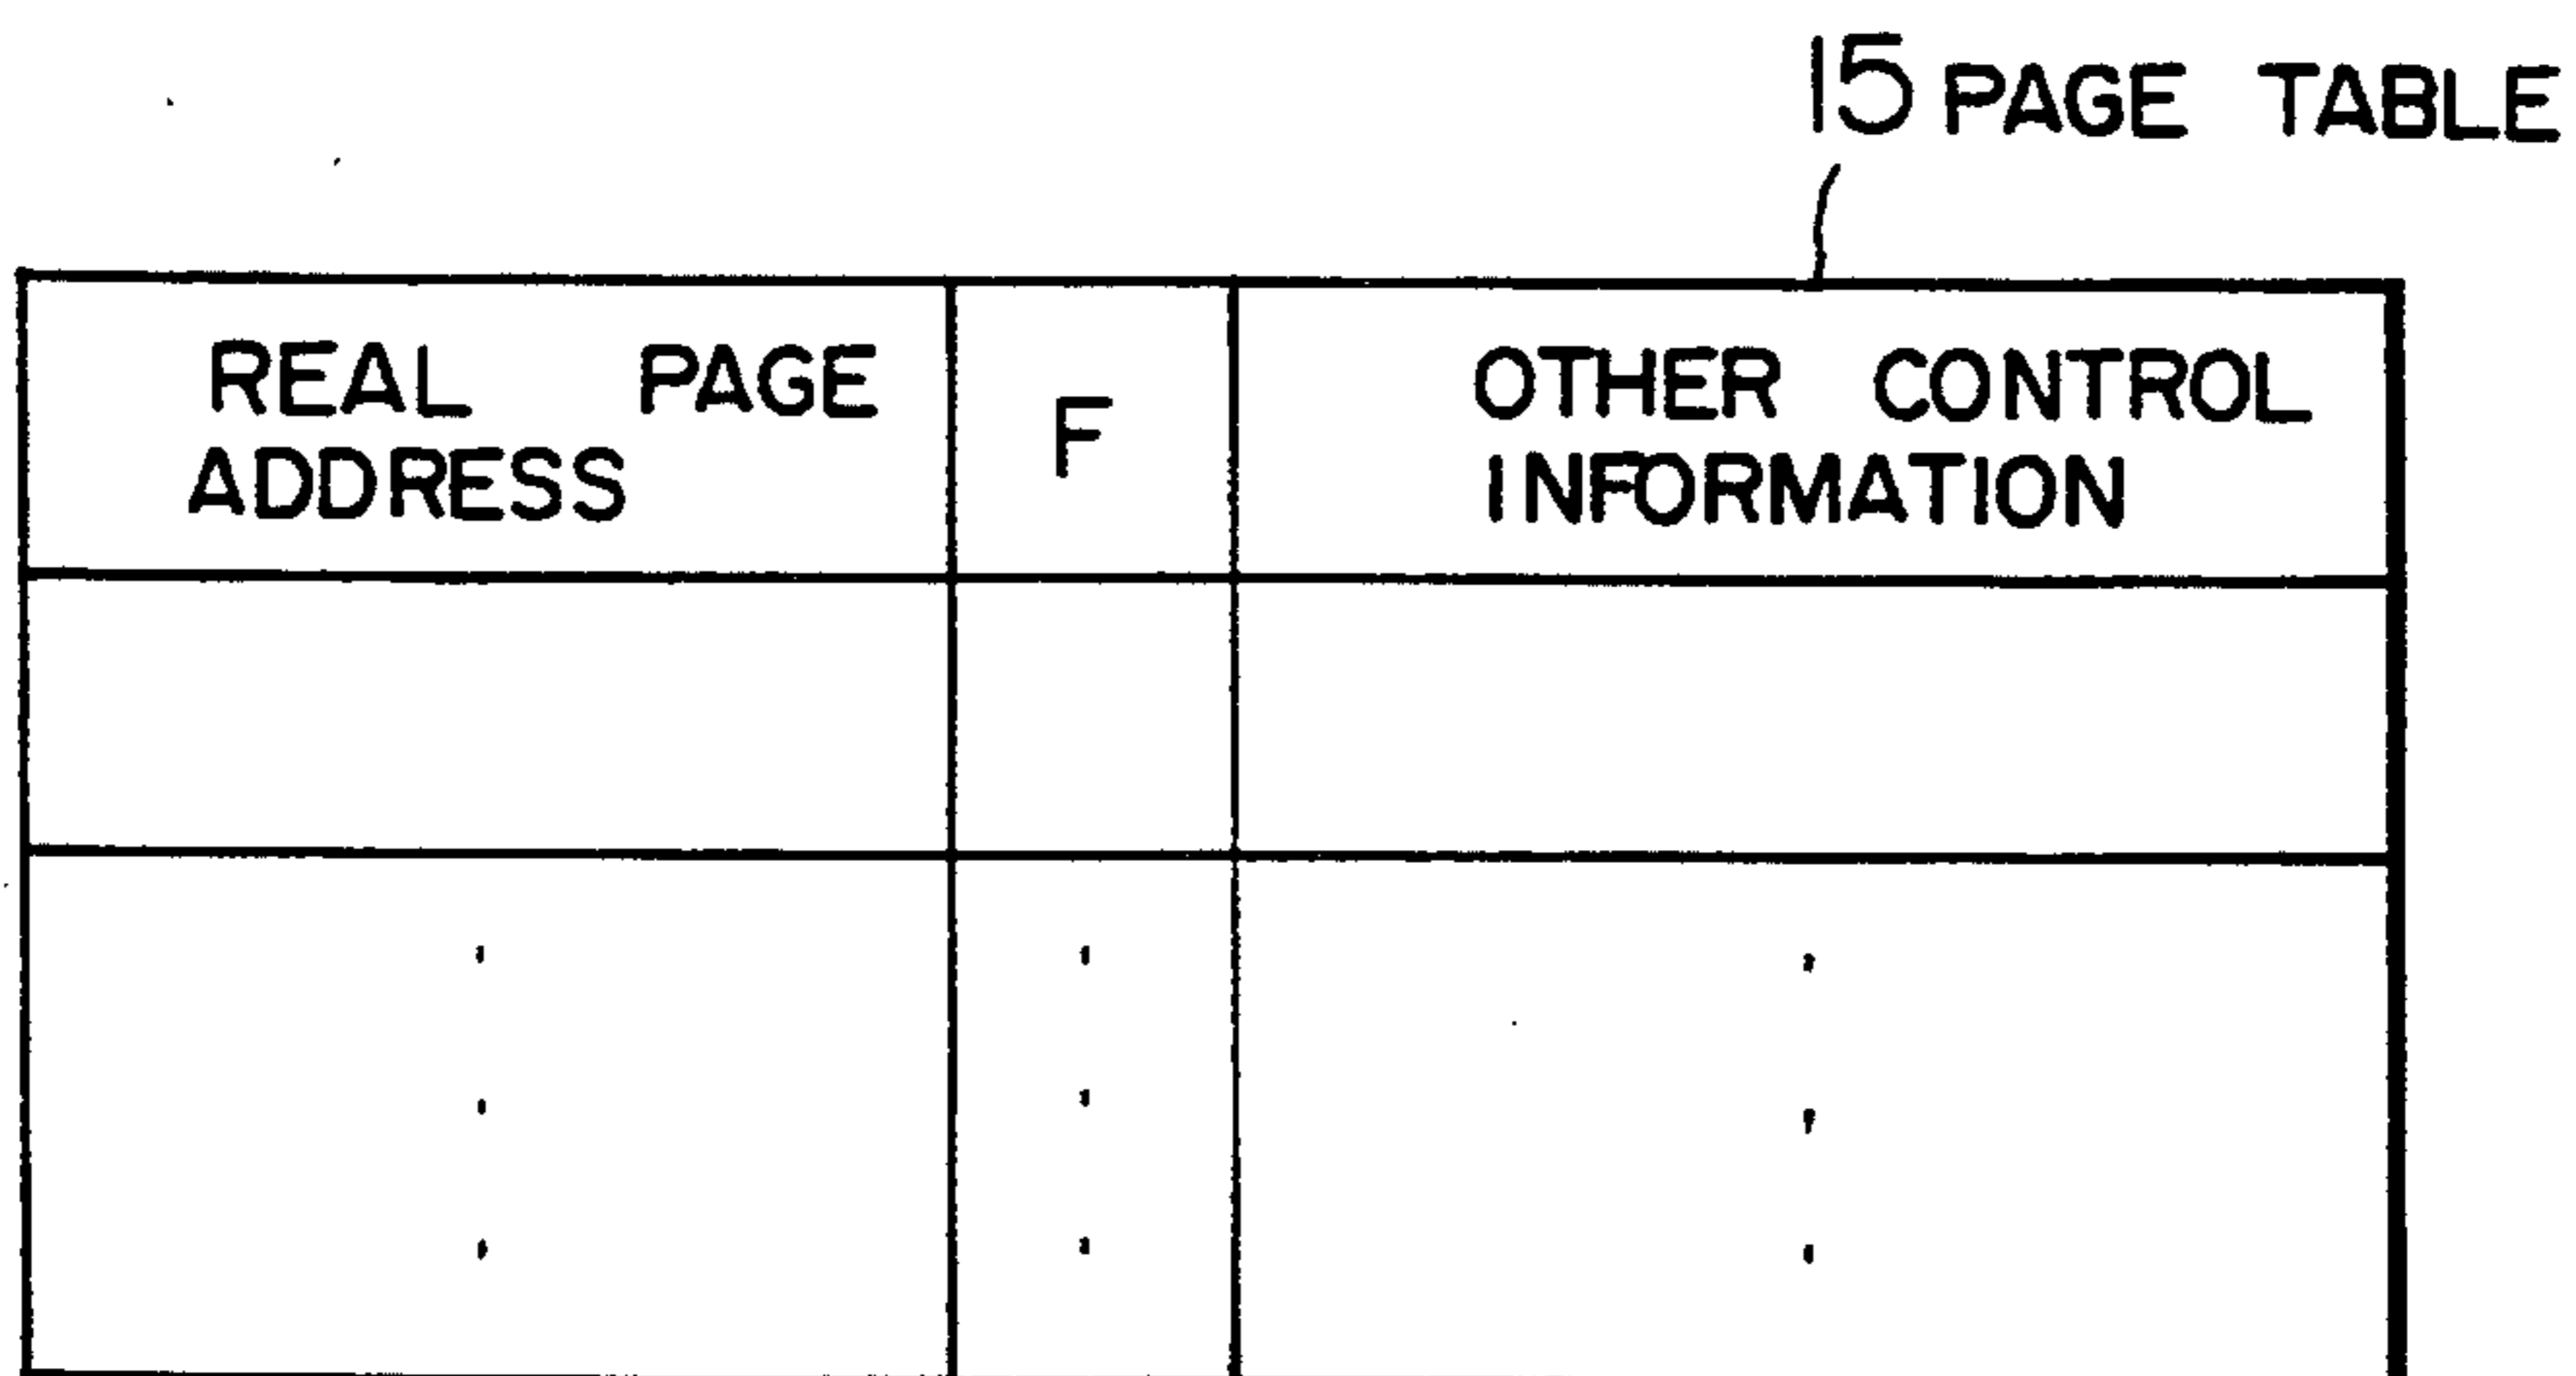 15 PAGE TABLE
REAL PAGE
ADDRESS
F
OTHER CONTROL
INFORMATION